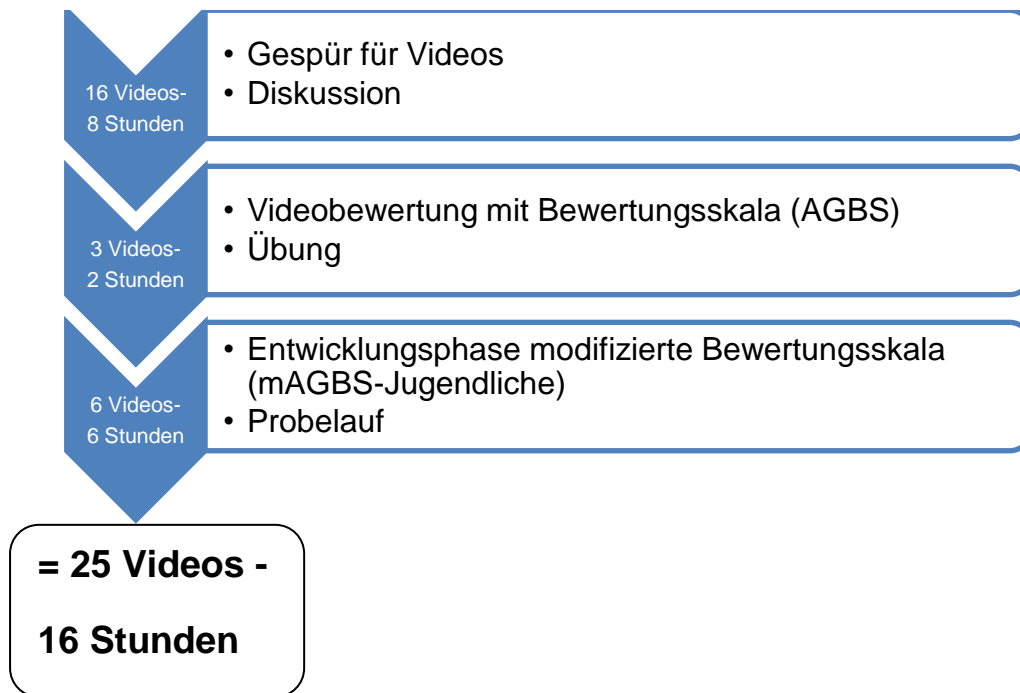 16 Videos-
8 Stunden
• Gespür für Videos
• Diskussion
3 Videos-
2 Stunden
• Videobewertung mit Bewertungsskala (AGBS)
• Übung
6 Videos-
6 Stunden
• Entwicklungsphase modifizierte Bewertungsskala
(mAGBS-Jugendliche)
• Probelauf
= 25 Videos -
16 Stunden